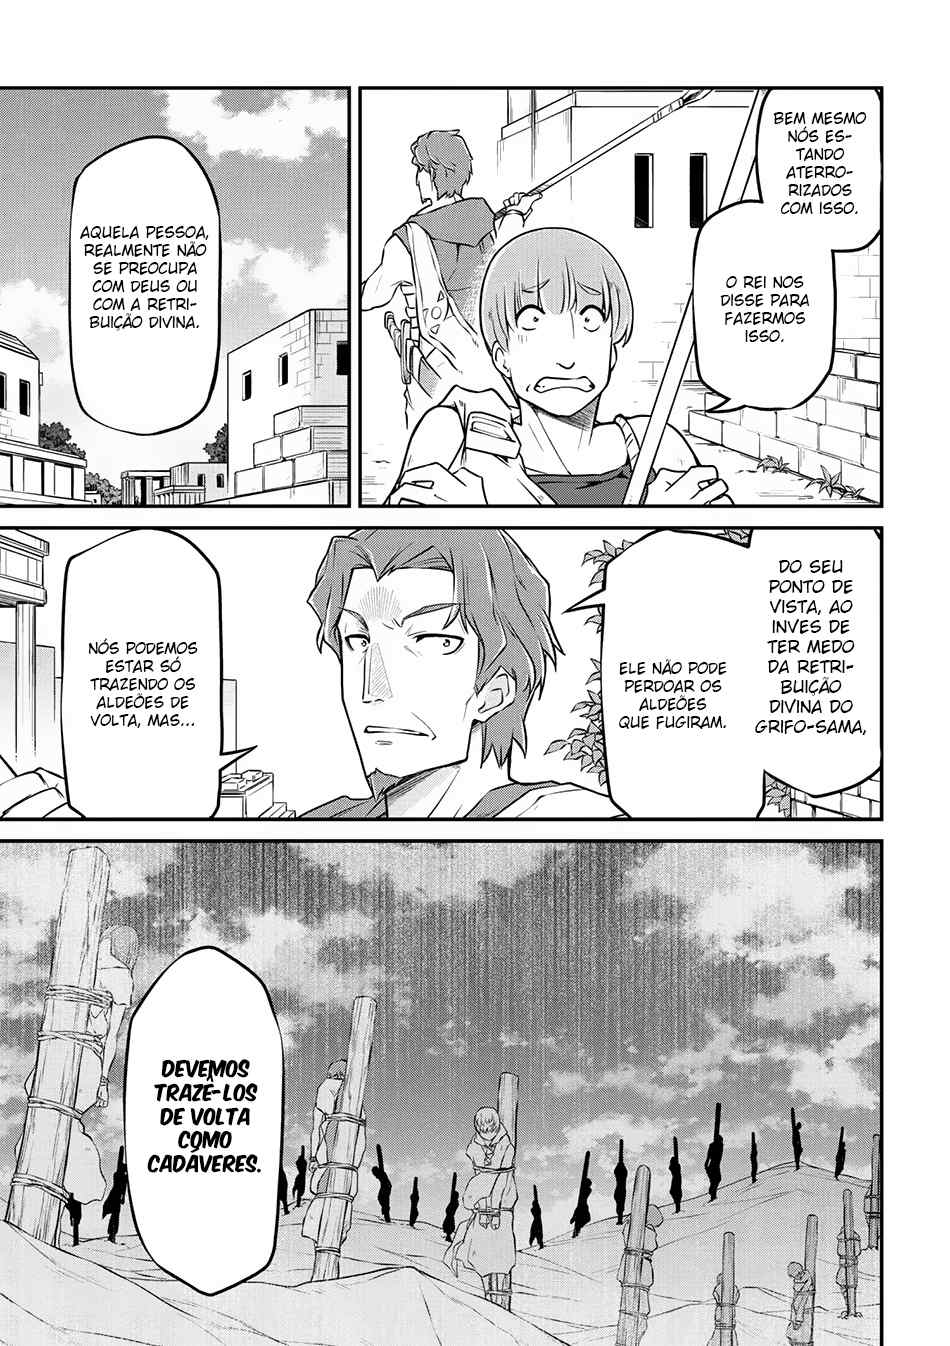 BEM MESMO
NÓS ES-
TANDO
ATERRO-
RIZADOS
COM ISSO.
O REI NOS
DISSE PARA
FAZERMOS
ISSO.
AQUELA PESSOA,
REALMENTE NÃO
SE PREOCUPA
COM DEUS OU
COM A RETRI-
BUIÇÃO DIVINA.
DO SEU
PONTO DE
VISTA, AO
INVES DE
TER MEDO
DA RETRI-
BUIÇÃO
DIVINA DO
GRIFO-SAMA,
ELE NÃO PODE
PERDOAR OS
ALDEÕES
QUE FUGIRAM.
NÓS PODEMOS
ESTAR SÓ
TRAZENDO OS
ALDEÕES DE
VOLTA, MAS...
DEVEMOS
TRAZÊ-LOS
DE VOLTA
COMO
CADÁVERES.